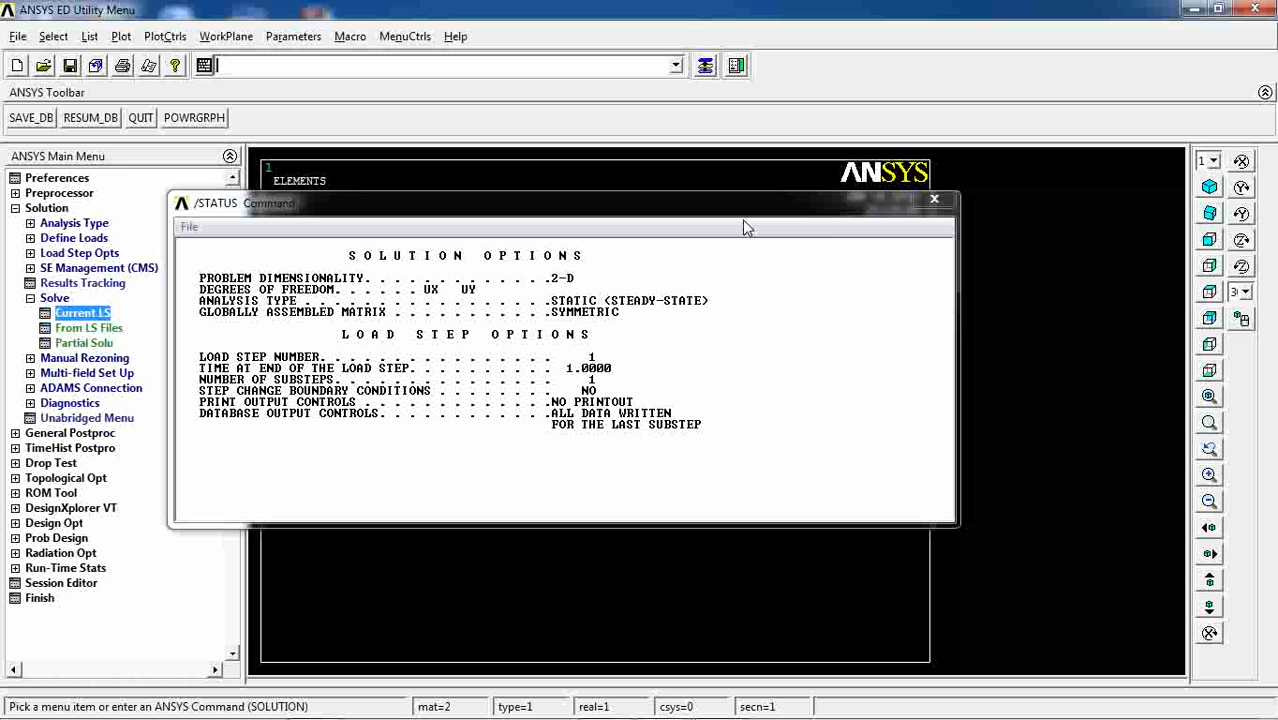 ANSYS ED Utility Menu
File Select List Plot PlotCtrls WorkPlane Parameters Macro MenuCtrls Help
ANSYS Toolbar
SAVE_DB RESUM_DB QUIT POWRGRPH
ANSYS Main Menu
Preferences
Preprocessor
Solution
Analysis Type
Define Loads
Load Step Opts
SE Management (CMS)
Results Tracking
Solve
Current LS
From LS Files
Partial Solu
Manual Rezoning
Multi-field Set Up
ADAMS Connection
Diagnostics
Unabridged Menu
General Postproc
TimeHist Postpro
Drop Test
Topological Opt
ROM Tool
DesignXplorer VT
Design Opt
Prob Design
Radiation Opt
Run-Time Stats
Session Editor
Finish
1
ELEMENTS
ANSYS
/STATUS Command
File
S O L U T I O N   O P T I O N S
PROBLEM DIMENSIONALITY. . . . . . . . . . . . .2-D
DEGREES OF FREEDOM. . . . . . UX   UY
ANALYSIS TYPE . . . . . . . . . . . . . . . . .STATIC (STEADY-STATE)
GLOBALLY ASSEMBLED MATRIX . . . . . . . . . . .SYMMETRIC
L O A D   S T E P   O P T I O N S
LOAD STEP NUMBER. . . . . . . . . . . . . . . .     1
TIME AT END OF THE LOAD STEP. . . . . . . . . .  1.0000
NUMBER OF SUBSTEPS. . . . . . . . . . . . . . .     1
STEP CHANGE BOUNDARY CONDITIONS . . . . . . . .    NO
PRINT OUTPUT CONTROLS . . . . . . . . . . . . .NO PRINTOUT
DATABASE OUTPUT CONTROLS. . . . . . . . . . . .ALL DATA WRITTEN
FOR THE LAST SUBSTEP
1
Pick a menu item or enter an ANSYS Command (SOLUTION) mat=2 type=1 real=1 csys=0 secn=1